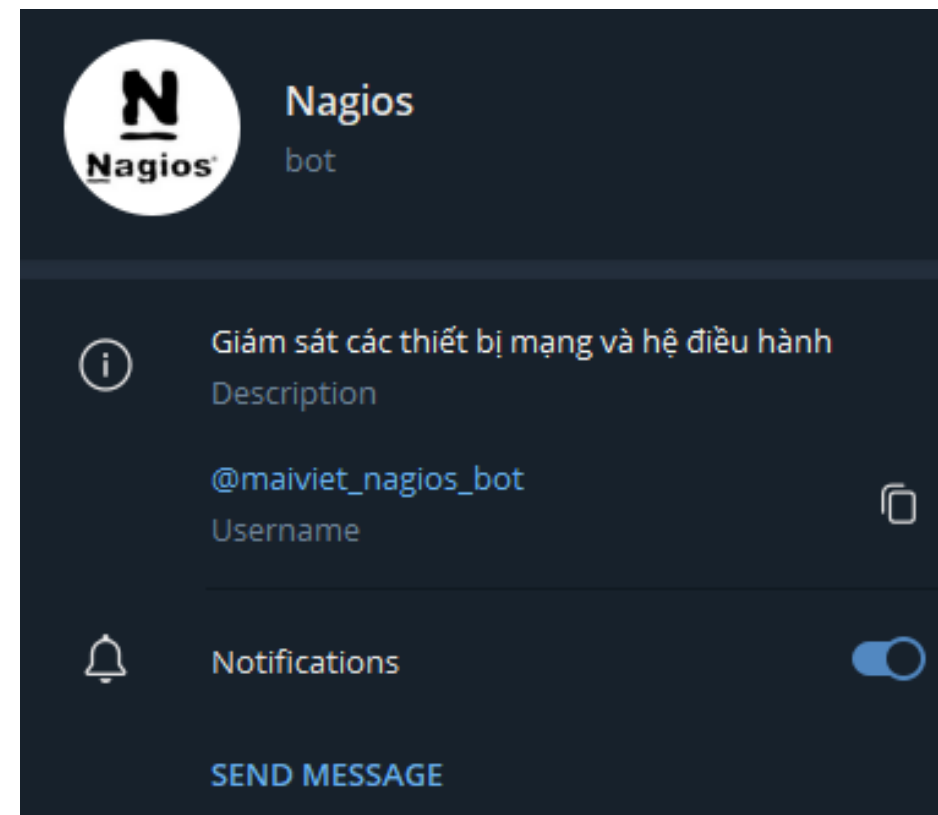 N
Nagios®
Nagios
bot
Giám sát các thiết bị mạng và hệ điều hành
Description
@maiviet_nagios_bot
Username
Notifications
SEND MESSAGE